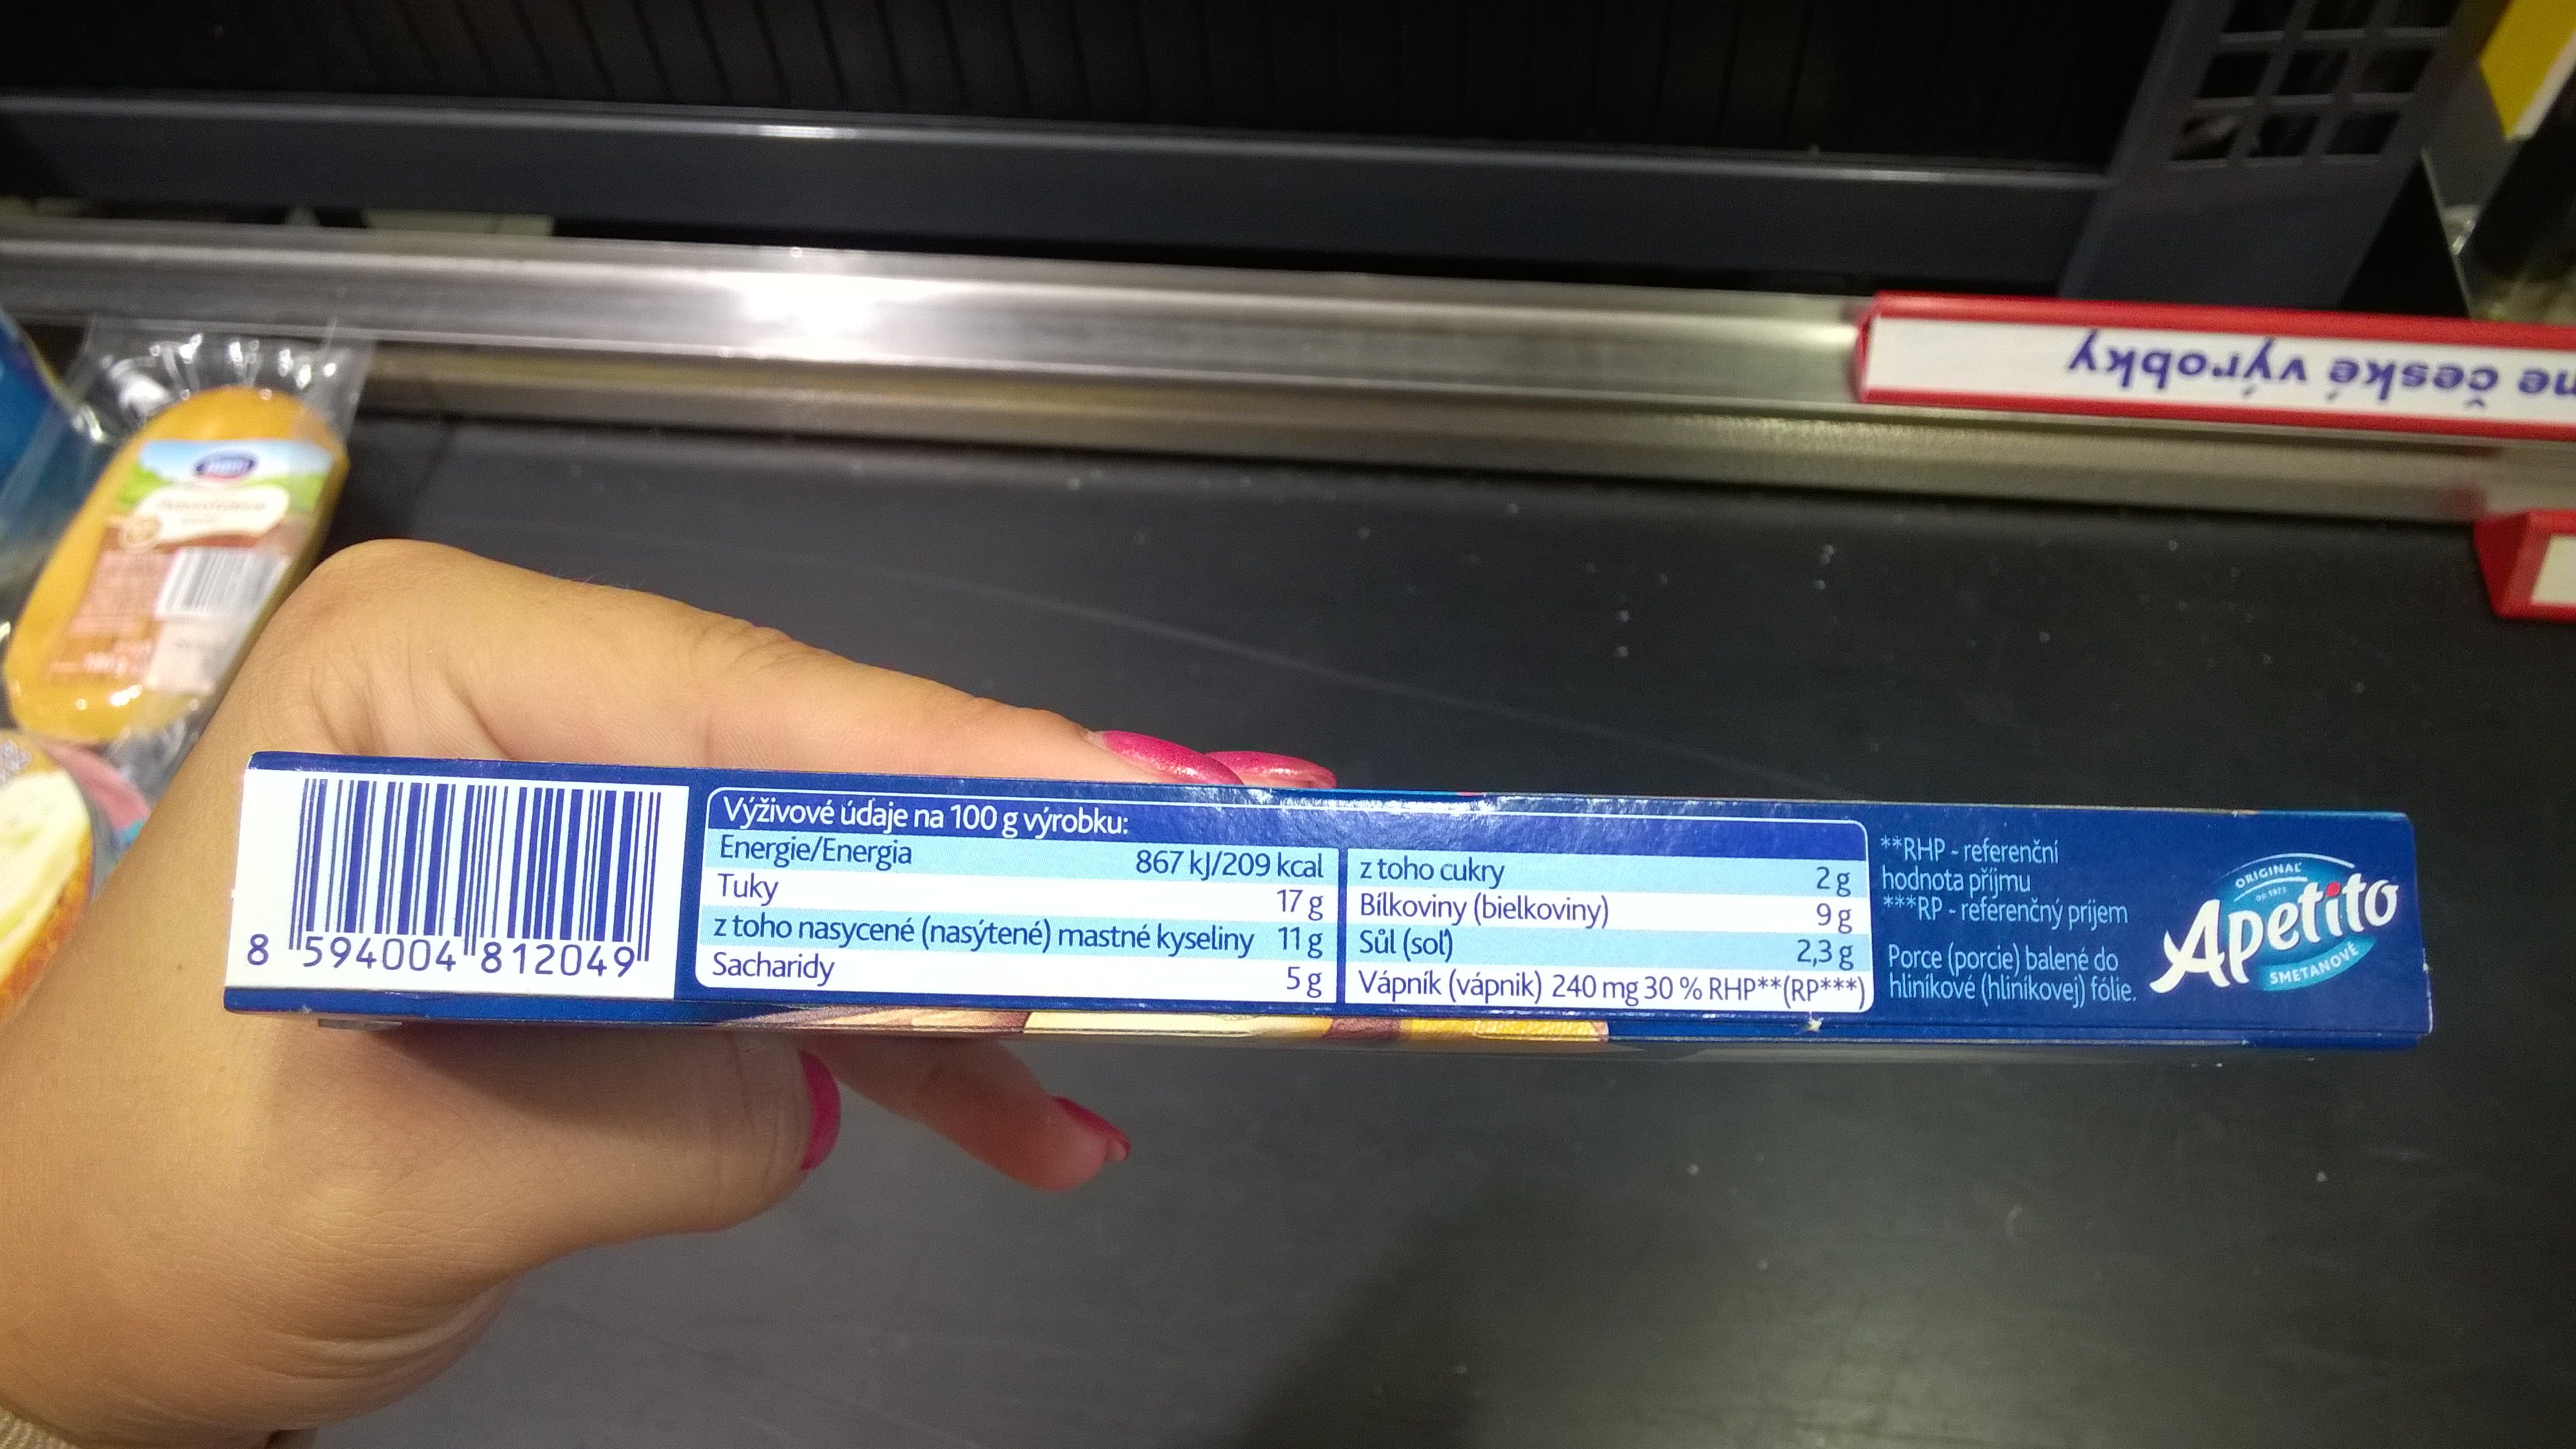 ne české výrobky
8 594004 812049
Výživové údaje na 100 g výrobku:
Energie/Energia 867 kJ/209 kcal
Tuky 17 g
z toho nasycené (nasýtené) mastné kyseliny 11 g
Sacharidy 5 g
z toho cukry 2 g
Bílkoviny (bielkoviny) 9 g
Sůl (soľ) 2,3 g
Vápník (vápnik) 240 mg 30 % RHP**(RP***)
**RHP - referenční
hodnota příjmu
***RP - referenčný príjem
Porce (porcie) balené do
hliníkové (hliníkovej) fólie.
ORIGINAL
Apetito
SMETANOVÉ